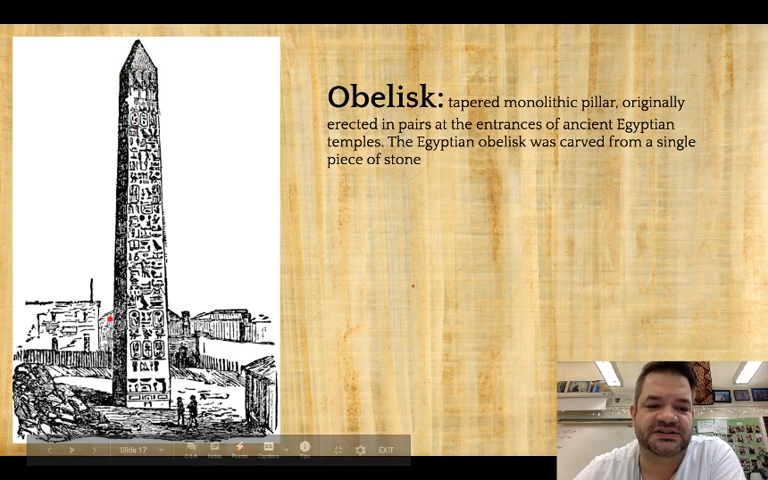 Obelisk: tapered monolithic pillar, originally
erected in pairs at the entrances of ancient Egyptian
temples. The Egyptian obelisk was carved from a single
piece of stone
Slide 17
Q&A
Notes
Pointer
Captions
Tips
EXIT